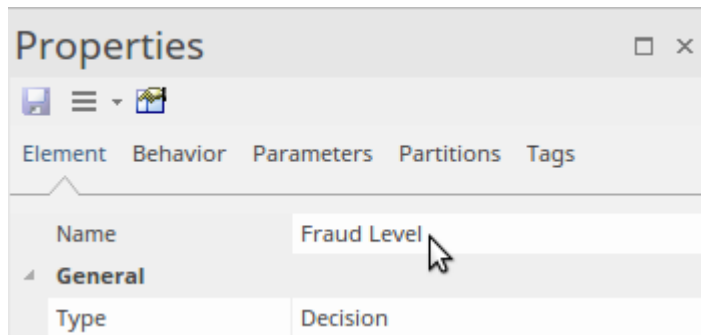 Properties
Element Behavior Parameters Partitions Tags
Name Fraud Level
General
Type Decision